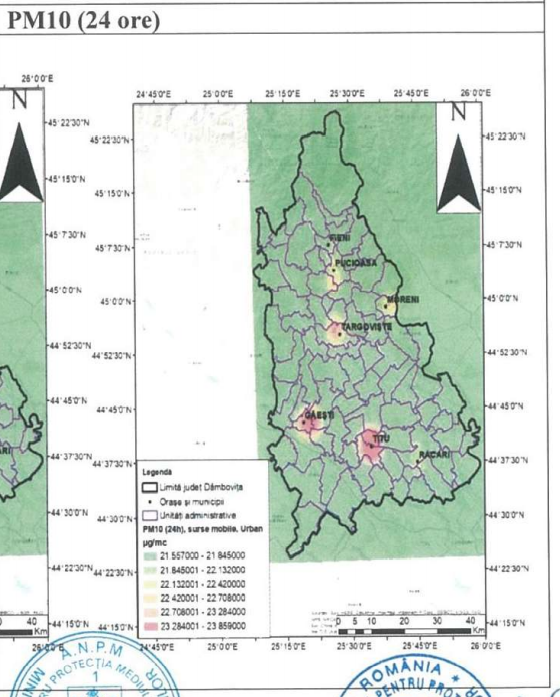 PM10 (24 ore)
26°0'0"E
N
45°22'30"N
45°15'0"N
45°7'30"N
45°0'0"N
44°52'30"N
44°45'0"N
44°37'30"N
44°30'0"N
44°22'30"N
44°15'0"N
40
Km
26°0'0"E
24°45'0"E 25°0'0"E 25°15'0"E 25°30'0"E 25°45'0"E 26°0'0"E
N
45°22'30"N
45°15'0"N
45°7'30"N
45°0'0"N
44°52'30"N
44°45'0"N
44°37'30"N
44°30'0"N
44°22'30"N
44°15'0"N
FIENI
PUCIOASA
MORENI
TARGOVIȘTE
GAESTI
TITU
RACARI
45°22'30"N
45°15'0"N
45°7'30"N
45°0'0"N
44°52'30"N
44°45'0"N
44°37'30"N
44°30'0"N
44°22'30"N
44°15'0"N
Legenda
Limită județ Dâmbovița
Orașe și municipii
Unități administrative
PM10 (24h), surse mobile, Urban
µg/mc
21.557000 - 21.845000
21.845001 - 22.132000
22.132001 - 22.420000
22.420001 - 22.708000
22.708001 - 23.284000
23.284001 - 23.859000
0 5 10 20 30 40
Km
24°45'0"E 25°0'0"E 25°15'0"E 25°30'0"E 25°45'0"E 26°0'0"E
A.N.P.M
PROTECȚIA MEDIULUI
1
ROMÂNIA *
PENTRU